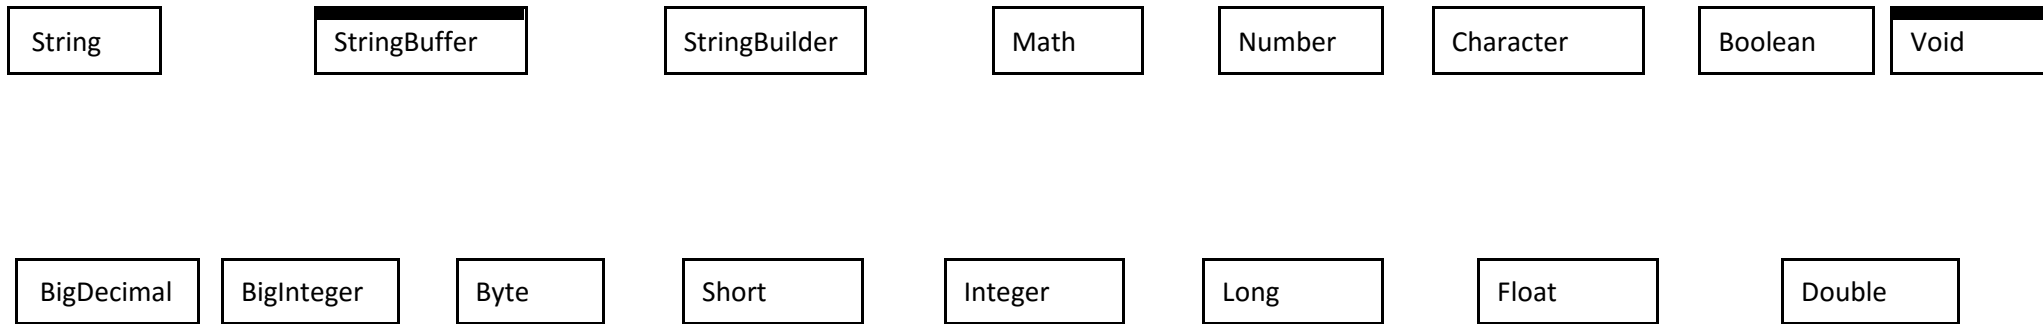 String StringBuffer StringBuilder Math Number Character Boolean Void
BigDecimal BigInteger Byte Short Integer Long Float Double